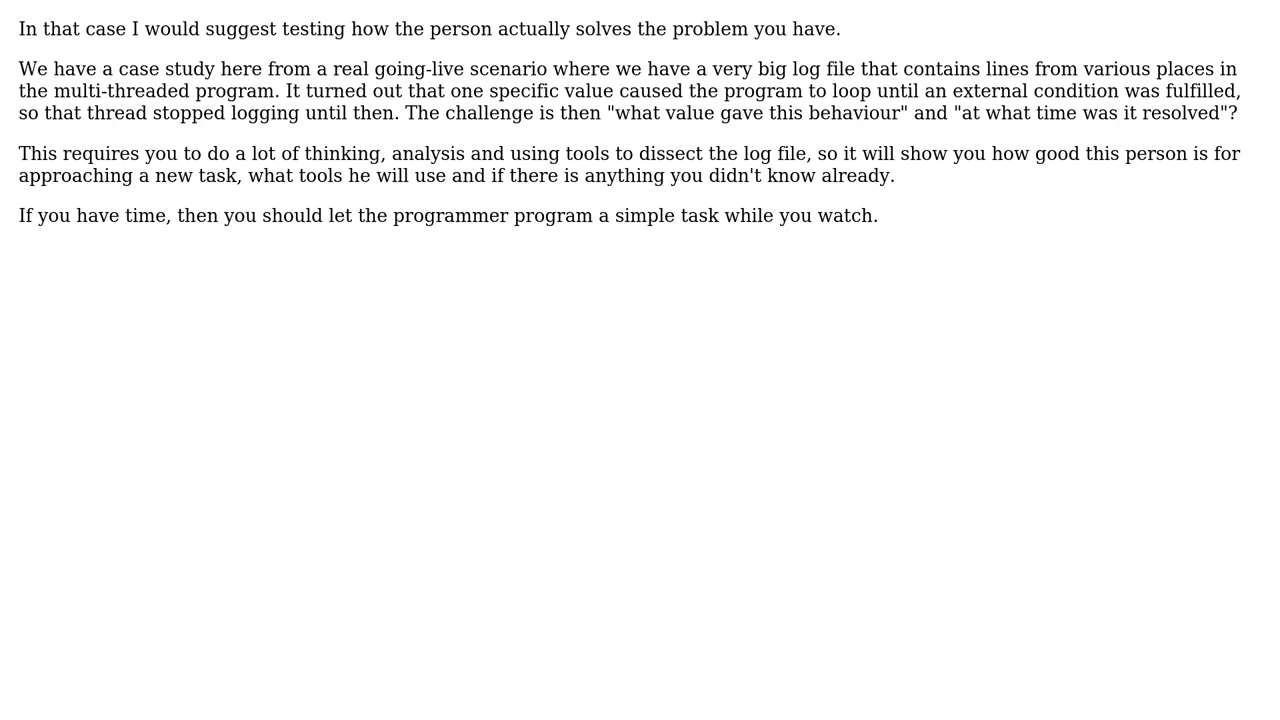 In that case I would suggest testing how the person actually solves the problem you have.
We have a case study here from a real going-live scenario where we have a very big log file that contains lines from various places in
the multi-threaded program. It turned out that one specific value caused the program to loop until an external condition was fulfilled,
so that thread stopped logging until then. The challenge is then "what value gave this behaviour" and "at what time was it resolved"?
This requires you to do a lot of thinking, analysis and using tools to dissect the log file, so it will show you how good this person is for
approaching a new task, what tools he will use and if there is anything you didn't know already.
If you have time, then you should let the programmer program a simple task while you watch.